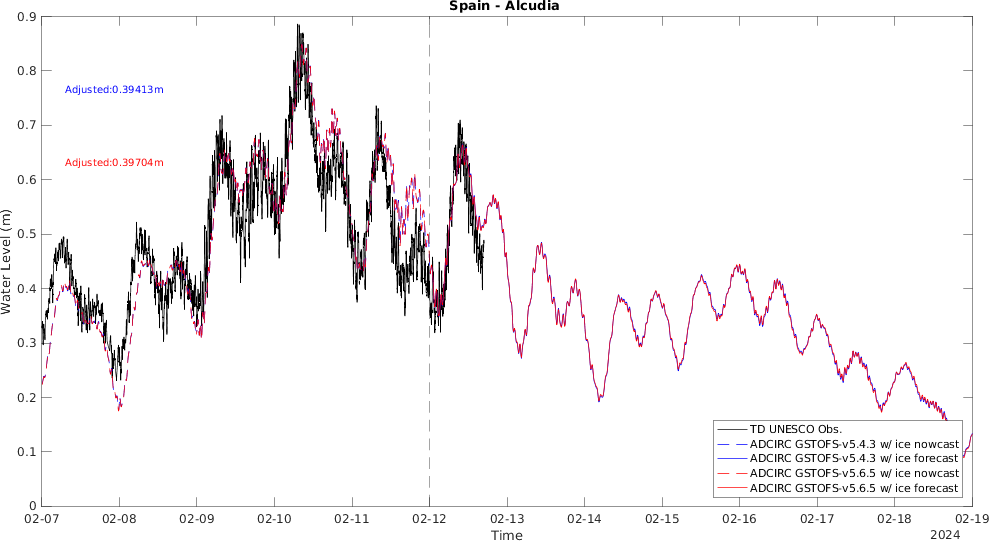 Spain - Alcudia
0.9
0.8
0.7
0.6
0.5
0.4
0.3
0.2
0.1
0
Water Level (m)
Adjusted:0.39413m
Adjusted:0.39704m
TD UNESCO Obs.
ADCIRC GSTOFS-v5.4.3 w/ ice nowcast
ADCIRC GSTOFS-v5.4.3 w/ ice forecast
ADCIRC GSTOFS-v5.6.5 w/ ice nowcast
ADCIRC GSTOFS-v5.6.5 w/ ice forecast
02-07 02-08 02-09 02-10 02-11 02-12 02-13 02-14 02-15 02-16 02-17 02-18 02-19
Time
2024